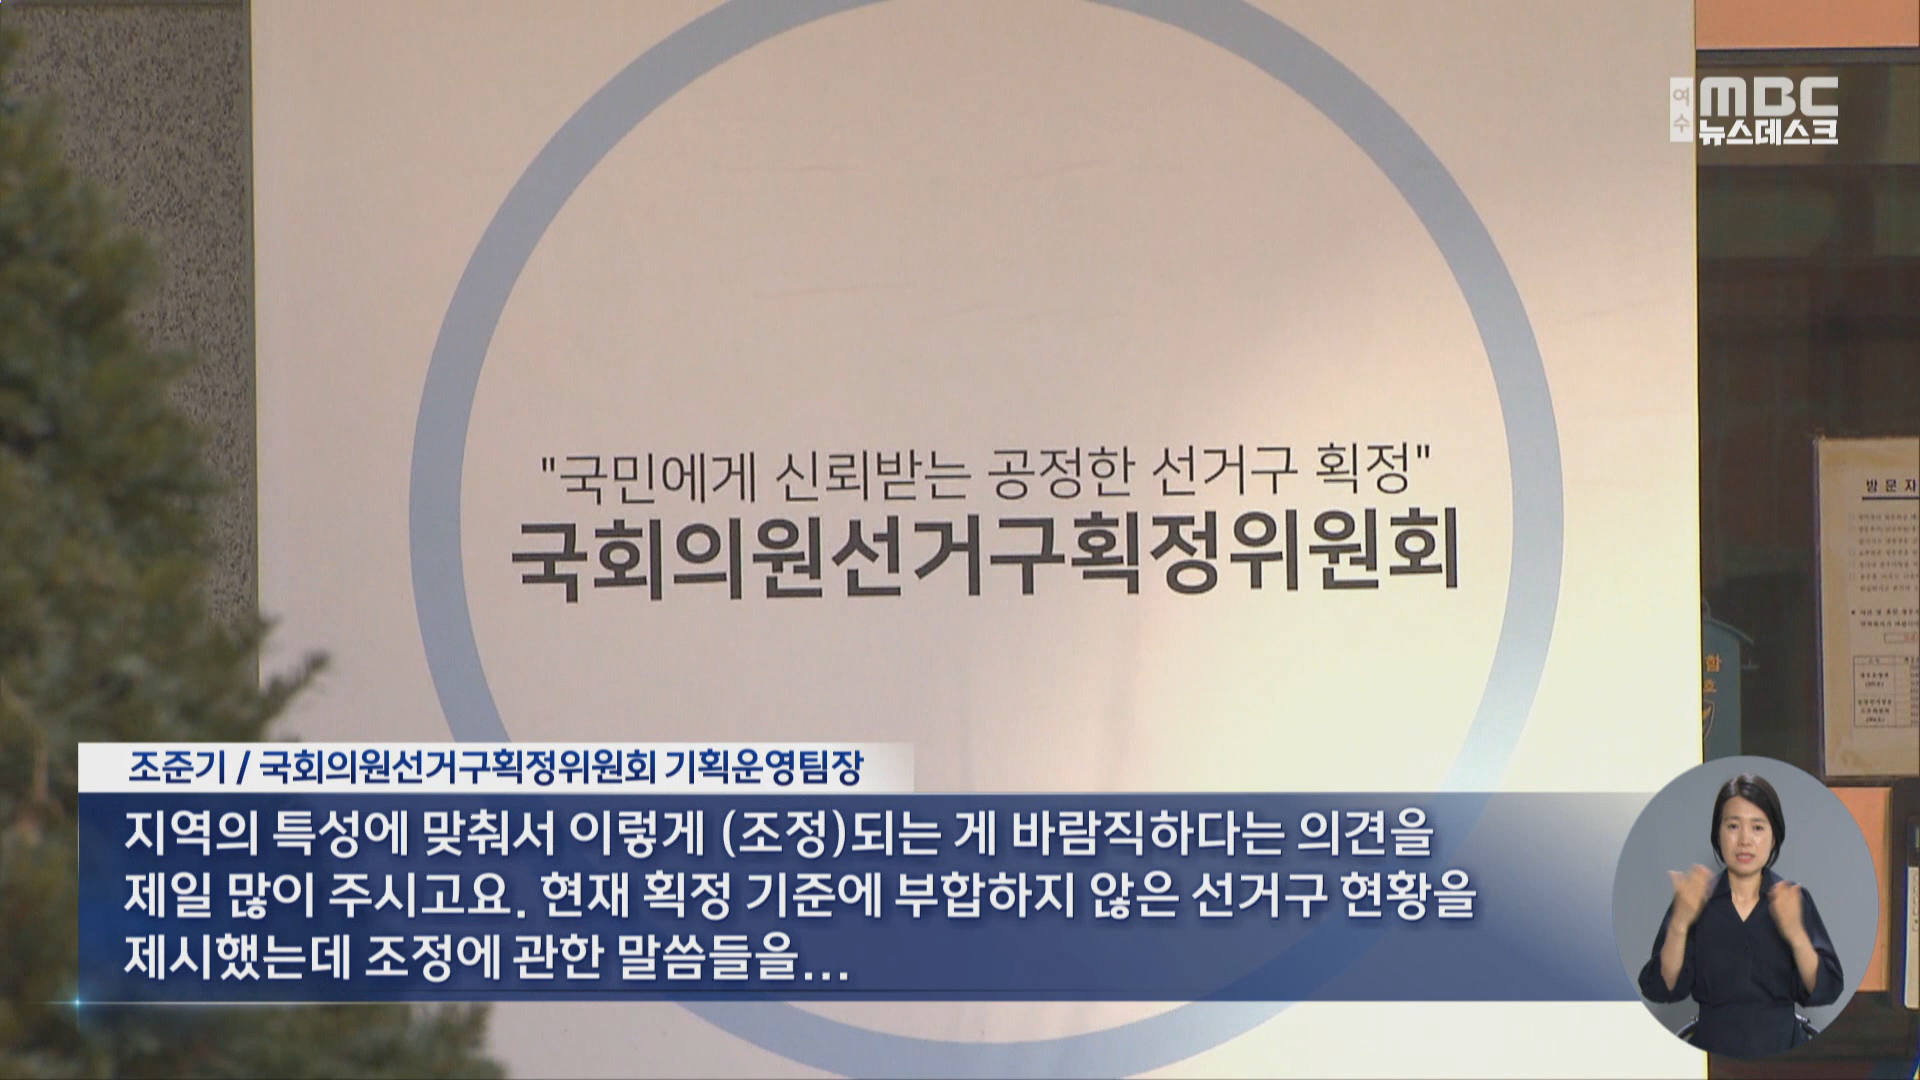 여수
MBC
뉴스데스크
"국민에게 신뢰받는 공정한 선거구 획정"
국회의원선거구획정위원회
방 문 자
함
조준기 / 국회의원선거구획정위원회 기획운영팀장
지역의 특성에 맞춰서 이렇게 (조정)되는 게 바람직하다는 의견을
제일 많이 주시고요. 현재 획정 기준에 부합하지 않은 선거구 현황을
제시했는데 조정에 관한 말씀들을...